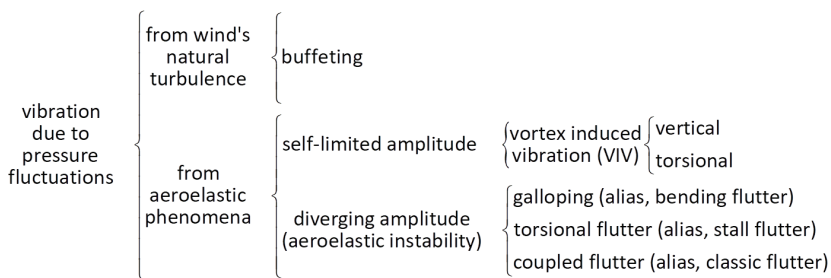 vibration
due to
pressure
fluctuations
from wind's
natural
turbulence
buffeting
from
aeroelastic
phenomena
self-limited amplitude
vortex induced
vibration (VIV)
vertical
torsional
diverging amplitude
(aeroelastic instability)
galloping (alias, bending flutter)
torsional flutter (alias, stall flutter)
coupled flutter (alias, classic flutter)